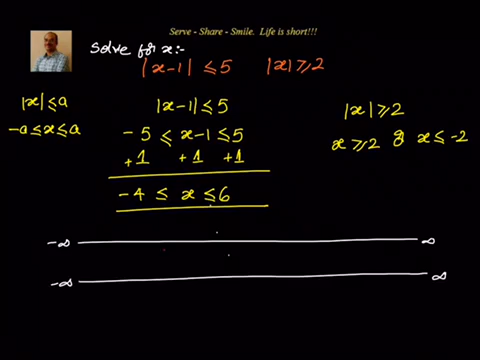 Serve - Share - Smile. Life is short!!!
Solve for x:-
|x-1| ≤ 5 |x| ≥ 2
|x| ≤ a
-a ≤ x ≤ a
|x-1| ≤ 5
-5 ≤ x-1 ≤ 5
+1 +1 +1
-4 ≤ x ≤ 6
|x| ≥ 2
x ≥ 2 x ≤ -2
-∞ ∞
-∞ ∞